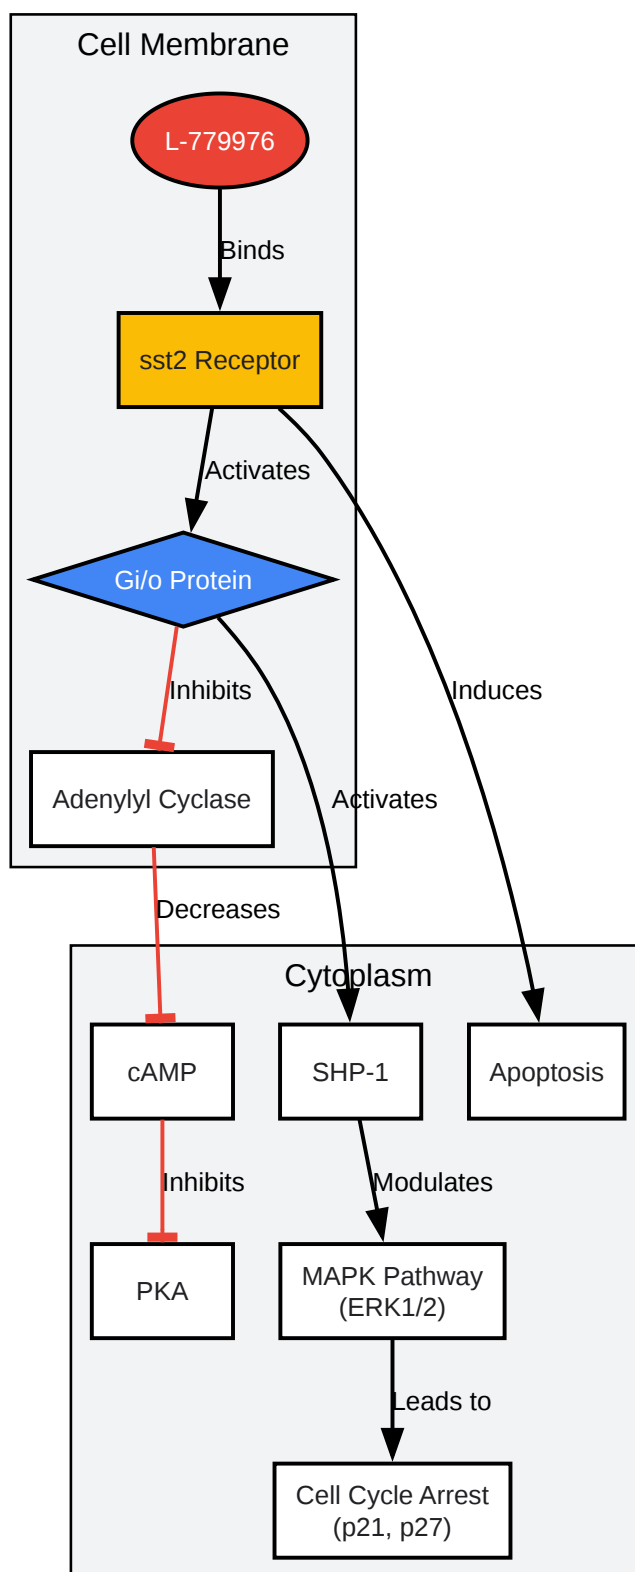 Cell Membrane
L-779976
Binds
sst2 Receptor
Activates
Gi/o Protein
Inhibits
Induces
Adenylyl Cyclase
Activates
Decreases
Cytoplasm
cAMP
SHP-1
Apoptosis
Inhibits
Modulates
PKA
MAPK Pathway
(ERK1/2)
Leads to
Cell Cycle Arrest
(p21, p27)